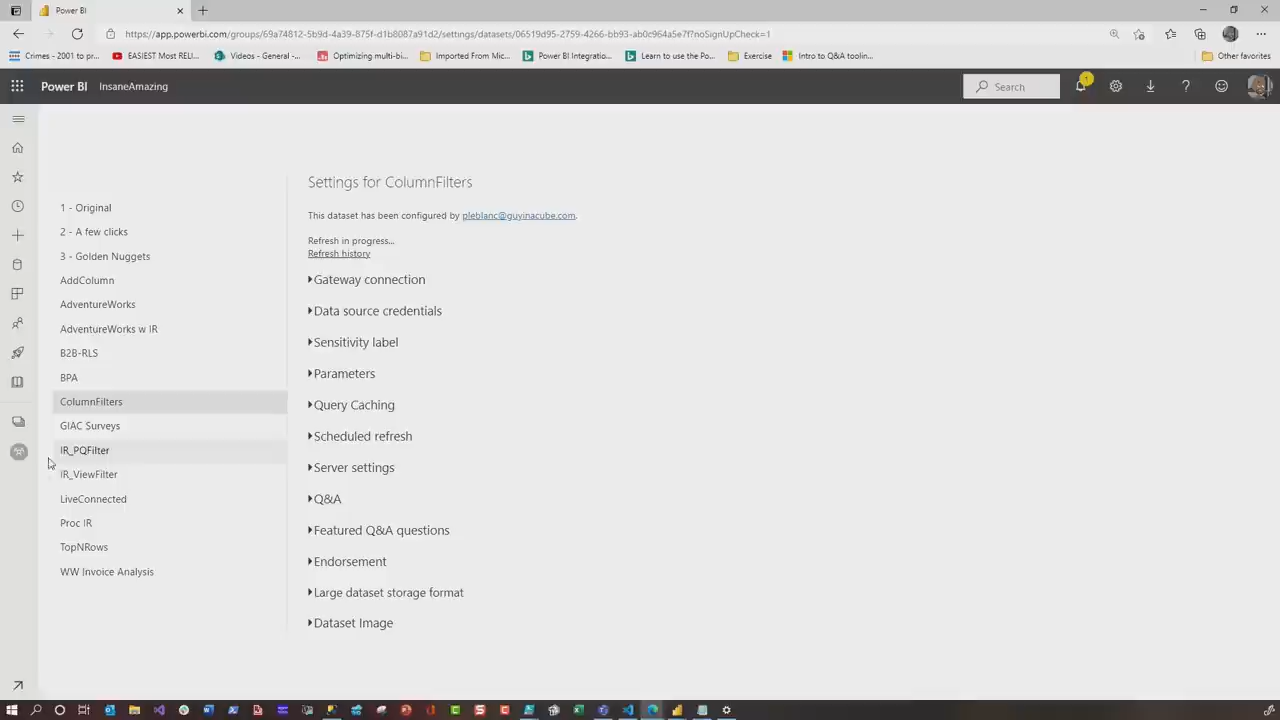 Power BI
https://app.powerbi.com/groups/69a74812-5b9d-4a39-875f-d1b8087a91d2/settings/datasets/06519d95-2759-4266-bb93-ab0c964a5e7f?noSignUpCheck=1
Crimes - 2001 to pr... EASIEST Most RELI... Videos - General -... Optimizing multi-bi... Imported From Mic... Power BI Integratio... Learn to use the Po... Exercise Intro to Q&A toolin... Other favorites
Power BI InsaneAmazing Search 1
Settings for ColumnFilters
1 - Original
2 - A few clicks
3 - Golden Nuggets
AddColumn
AdventureWorks
AdventureWorks w IR
B2B-RLS
BPA
ColumnFilters
GIAC Surveys
IR_PQFilter
IR_ViewFilter
LiveConnected
Proc IR
TopNRows
WW Invoice Analysis
This dataset has been configured by pleblanc@guyinacube.com.
Refresh in progress...
Refresh history
Gateway connection
Data source credentials
Sensitivity label
Parameters
Query Caching
Scheduled refresh
Server settings
Q&A
Featured Q&A questions
Endorsement
Large dataset storage format
Dataset Image